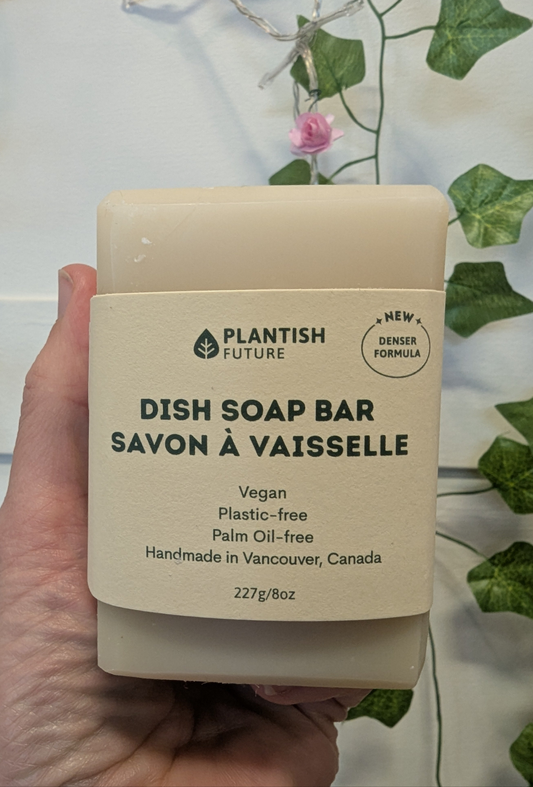 PLANTISH
FUTURE
NEW
DENSER
FORMULA
DISH SOAP BAR
SAVON À VAISSELLE
Vegan
Plastic-free
Palm Oil-free
Handmade in Vancouver, Canada
227g/8oz